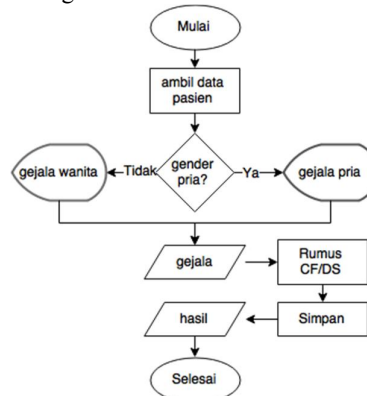 Mulai
ambil data
pasien
gender
pria?
Tidak
Ya
gejala wanita
gejala pria
gejala
Rumus
CF/DS
hasil
Simpan
Selesai